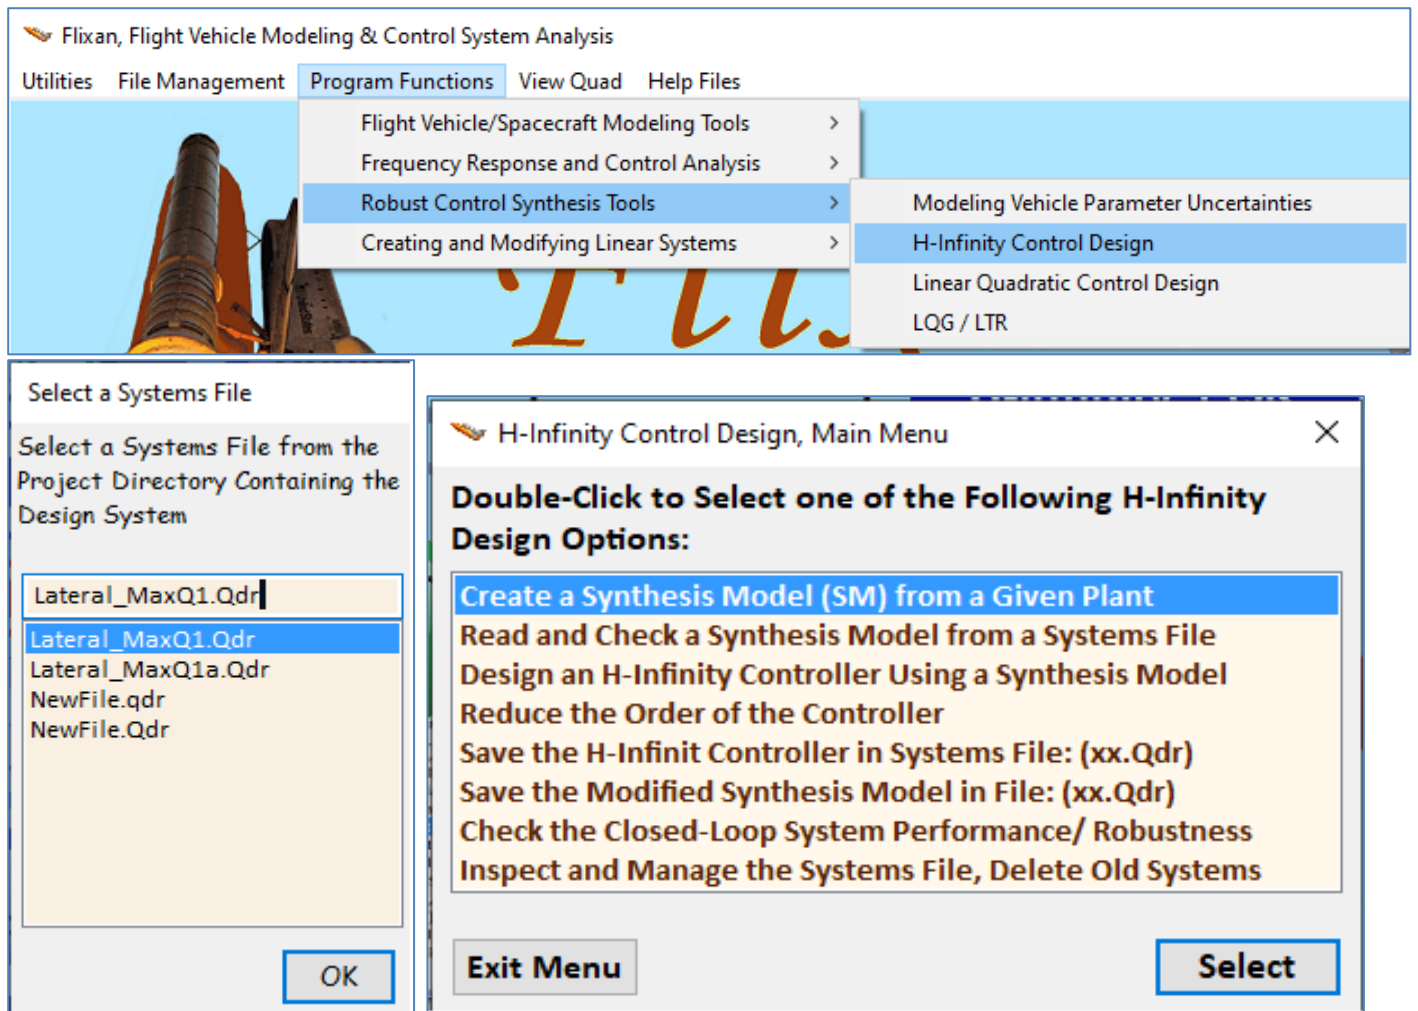 Flixan, Flight Vehicle Modeling & Control System Analysis
Utilities File Management Program Functions View Quad Help Files
Flight Vehicle/Spacecraft Modeling Tools
Frequency Response and Control Analysis
Robust Control Synthesis Tools
Creating and Modifying Linear Systems
Modeling Vehicle Parameter Uncertainties
H-Infinity Control Design
Linear Quadratic Control Design
LQG / LTR
Select a Systems File
Select a Systems File from the
Project Directory Containing the
Design System
Lateral_MaxQ1.Qdr
Lateral_MaxQ1.Qdr
Lateral_MaxQ1a.Qdr
NewFile.qdr
NewFile.Qdr
OK
H-Infinity Control Design, Main Menu
Double-Click to Select one of the Following H-Infinity
Design Options:
Create a Synthesis Model (SM) from a Given Plant
Read and Check a Synthesis Model from a Systems File
Design an H-Infinity Controller Using a Synthesis Model
Reduce the Order of the Controller
Save the H-Infinit Controller in Systems File: (xx.Qdr)
Save the Modified Synthesis Model in File: (xx.Qdr)
Check the Closed-Loop System Performance/ Robustness
Inspect and Manage the Systems File, Delete Old Systems
Exit Menu
Select